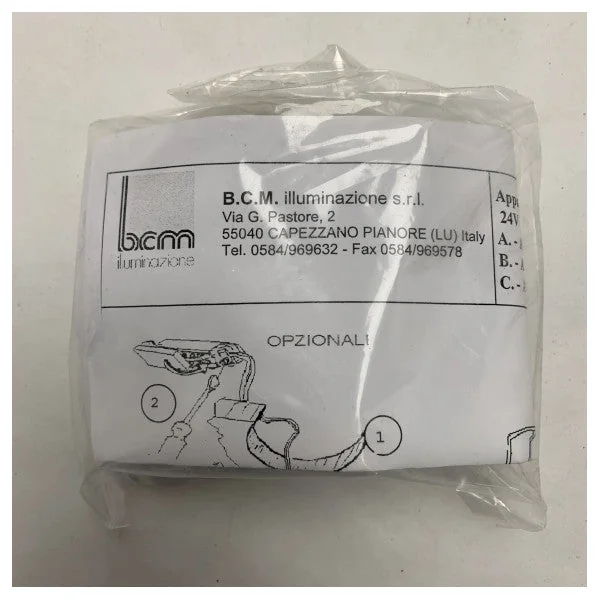 bcm
illuminazione
B.C.M. illuminazione s.r.l.
Via G. Pastore, 2
55040 CAPEZZANO PIANORE (LU) Italy
Tel. 0584/969632 - Fax 0584/969578
24V
A. -
B. -
C. -
OPZIONALI
2
1